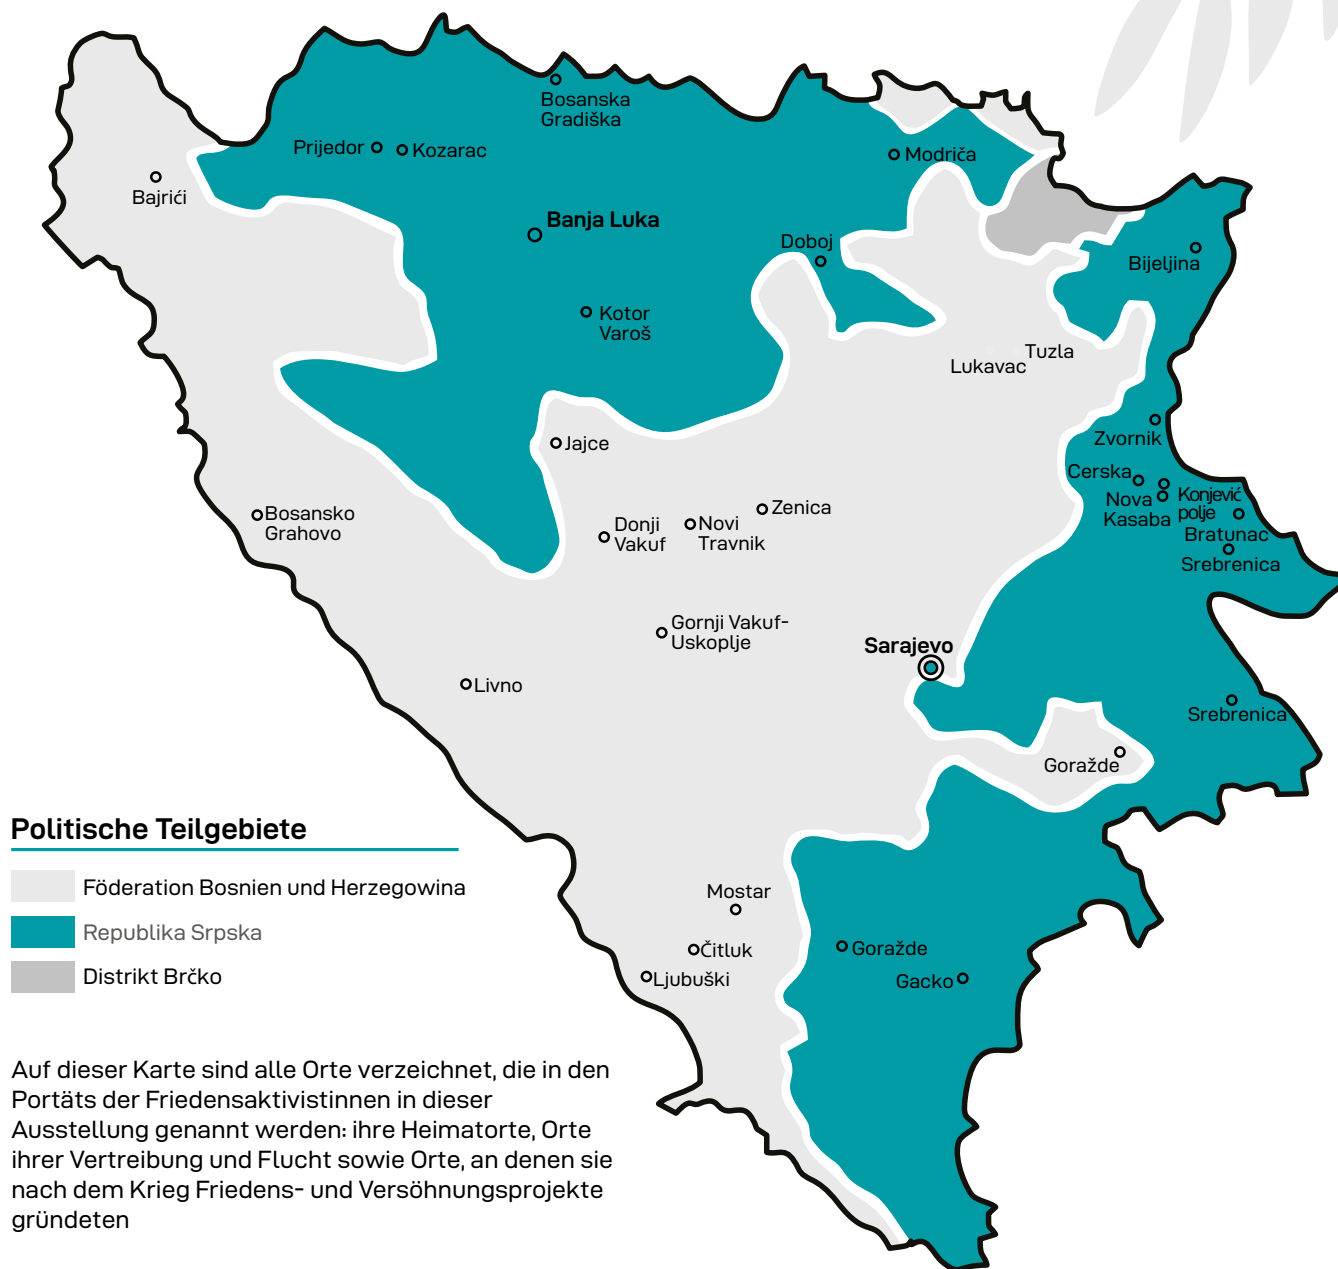 Bosanska
Gradiška
Prijedor
Kozarac
Modriča
Bajrići
Banja Luka
Doboj
Bijeljina
Kotor
Varoš
Tuzla
Lukavac
Zvornik
Jajce
Cerska
Nova
Kasaba
Konjević
polje
Bratunac
Srebrenica
Bosansko
Grahovo
Donji
Vakuf
Novi
Travnik
Zenica
Gornji Vakuf-
Uskoplje
Sarajevo
Livno
Srebrenica
Goražde
Politische Teilgebiete
Föderation Bosnien und Herzegowina
Republika Srpska
Distrikt Brčko
Mostar
Čitluk
Ljubuški
Goražde
Gacko
Auf dieser Karte sind alle Orte verzeichnet, die in den
Portäts der Friedensaktivistinnen in dieser
Ausstellung genannt werden: ihre Heimatorte, Orte
ihrer Vertreibung und Flucht sowie Orte, an denen sie
nach dem Krieg Friedens- und Versöhnungsprojekte
gründeten